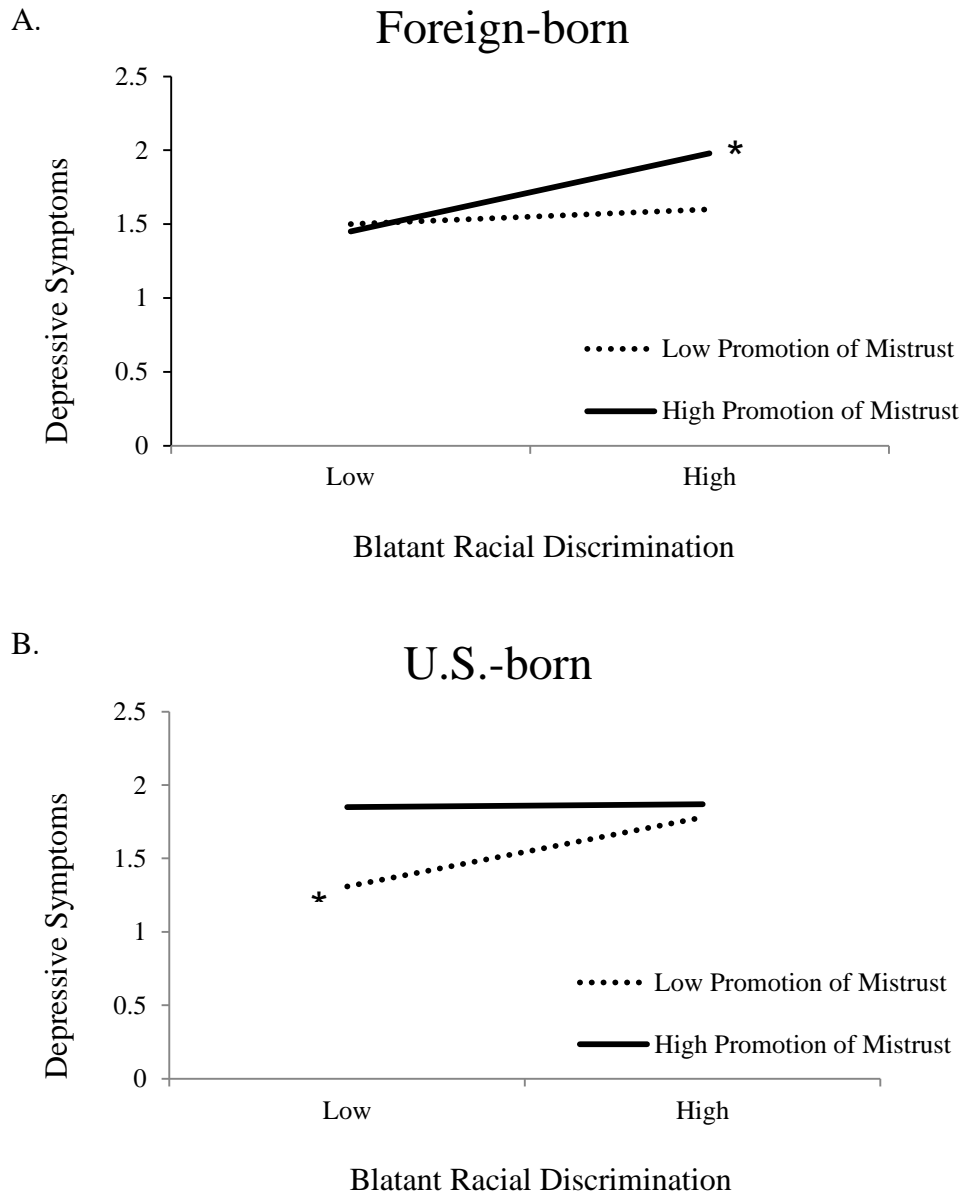 A.
Foreign-born
2.5
2
1.5
1
0.5
0
Depressive Symptoms
*
Low Promotion of Mistrust
High Promotion of Mistrust
Low High
Blatant Racial Discrimination
B.
U.S.-born
2.5
2
1.5
1
0.5
0
Depressive Symptoms
*
Low Promotion of Mistrust
High Promotion of Mistrust
Low High
Blatant Racial Discrimination